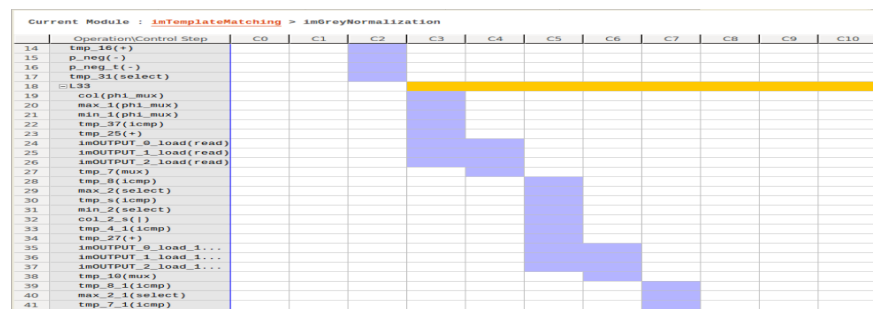 Current Module : imTemplateMatching > imGreyNormalization
Operation\Control Step C0 C1 C2 C3 C4 C5 C6 C7 C8 C9 C10
14 tmp_16(+)
15 p_neg(-)
16 p_neg_t(-)
17 tmp_31(select)
18 L33
19 col(phi_mux)
20 max_1(phi_mux)
21 min_1(phi_mux)
22 tmp_37(icmp)
23 tmp_25(+)
24 imOUTPUT_0_load(read)
25 imOUTPUT_1_load(read)
26 imOUTPUT_2_load(read)
27 tmp_7(mux)
28 tmp_8(icmp)
29 max_2(select)
30 tmp_s(icmp)
31 min_2(select)
32 col_2_s(|)
33 tmp_4_1(icmp)
34 tmp_27(+)
35 imOUTPUT_0_load_1...
36 imOUTPUT_1_load_1...
37 imOUTPUT_2_load_1...
38 tmp_10(mux)
39 tmp_8_1(icmp)
40 max_2_1(select)
41 tmp_7_1(icmp)